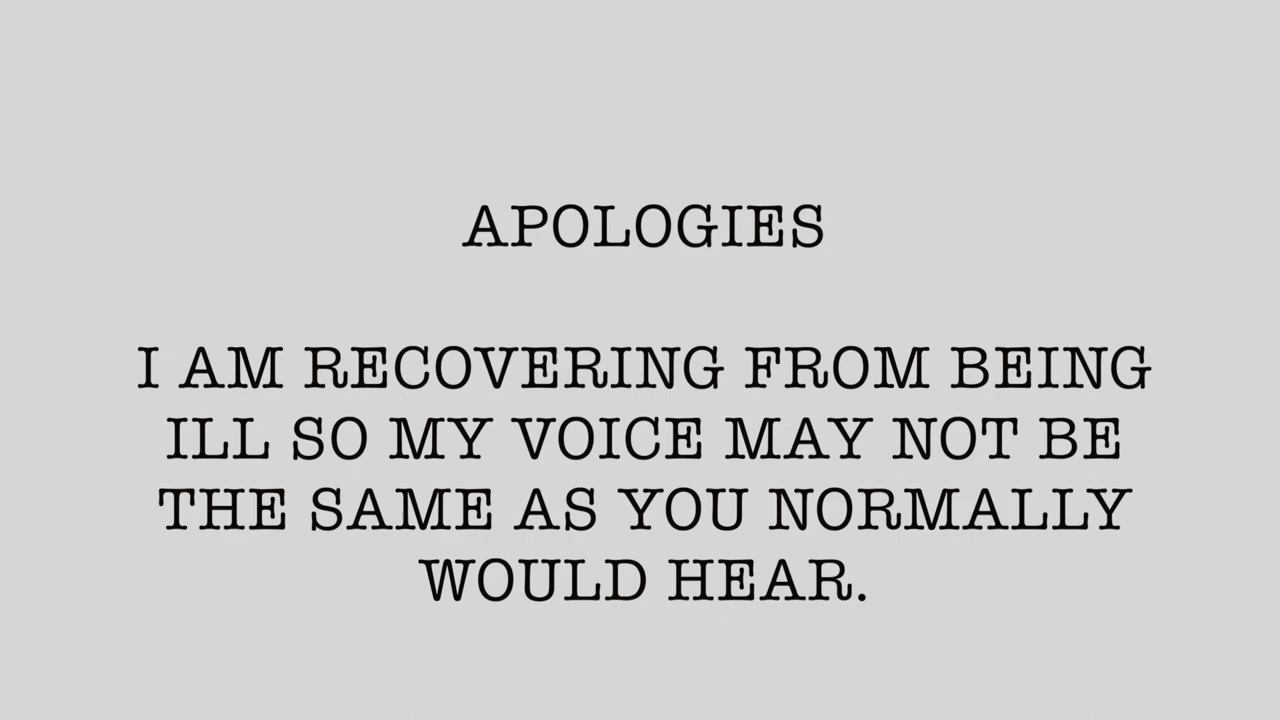 APOLOGIES
I AM RECOVERING FROM BEING
ILL SO MY VOICE MAY NOT BE
THE SAME AS YOU NORMALLY
WOULD HEAR.